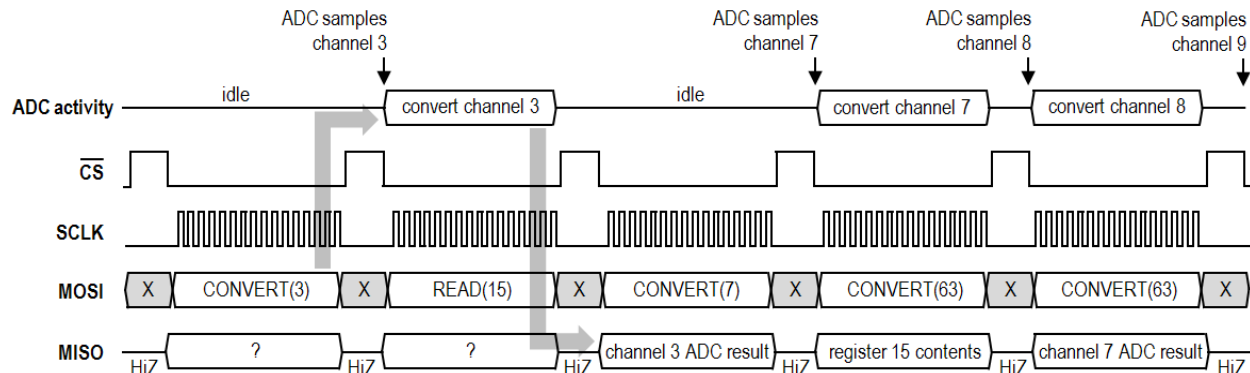 ADC samples
channel 3
ADC samples
channel 7
ADC samples
channel 8
ADC samples
channel 9
ADC activity
idle
convert channel 3
idle
convert channel 7
convert channel 8
CS
SCLK
MOSI
X
CONVERT(3)
X
READ(15)
X
CONVERT(7)
X
CONVERT(63)
X
CONVERT(63)
X
MISO
HiZ
?
HiZ
?
HiZ
channel 3 ADC result
HiZ
register 15 contents
HiZ
channel 7 ADC result
HiZ